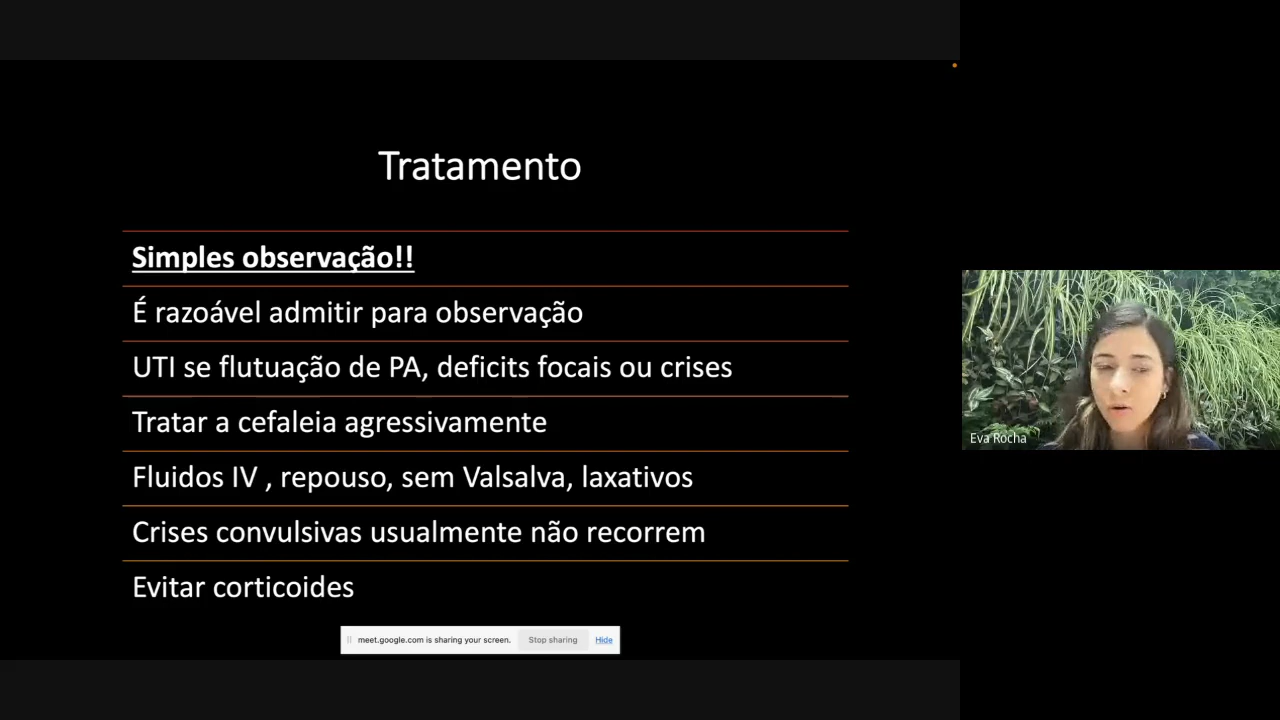 Tratamento
Simples observação!!
É razoável admitir para observação
UTI se flutuação de PA, deficits focais ou crises
Tratar a cefaleia agressivamente
Fluidos IV , repouso, sem Valsalva, laxativos
Crises convulsivas usualmente não recorrem
Evitar corticoides
meet.google.com is sharing your screen. Stop sharing Hide
Eva Rocha